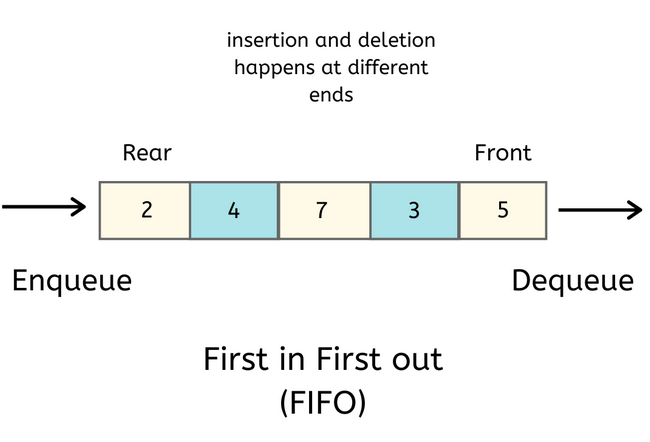 insertion and deletion
happens at different
ends
Rear Front
2 4 7 3 5
Enqueue Dequeue
First in First out
(FIFO)